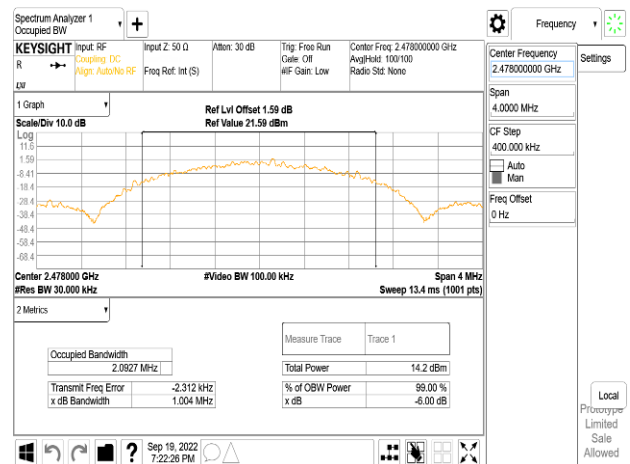 Spectrum Analyzer 1
Occupied BW
Frequency
KEYSIGHT
Input: RF
Coupling: DC
Align: Auto/No RF
Input Z: 50 Ω
Freq Ref: Int (S)
Atten: 30 dB
Trig: Free Run
Gate: Off
#IF Gain: Low
Center Freq: 2.478000000 GHz
Avg|Hold: 100/100
Radio Std: None
R
LXI
Center Frequency
2.478000000 GHz
Settings
Span
4.0000 MHz
CF Step
400.000 kHz
Auto
Man
Freq Offset
0 Hz
1 Graph
Scale/Div 10.0 dB
Ref Lvl Offset 1.59 dB
Ref Value 21.59 dBm
Log
11.6
1.59
-8.41
-18.4
-28.4
-38.4
-48.4
-58.4
-68.4
Center 2.478000 GHz
#Video BW 100.00 kHz
Span 4 MHz
#Res BW 30.000 kHz
Sweep 13.4 ms (1001 pts)
2 Metrics
Measure Trace
Trace 1
Occupied Bandwidth
2.0927 MHz
Total Power
14.2 dBm
Transmit Freq Error
-2.312 kHz
% of OBW Power
99.00 %
x dB Bandwidth
1.004 MHz
x dB
-6.00 dB
Local
Prototype
Limited
Sale
Allowed
?
Sep 19, 2022
7:22:26 PM